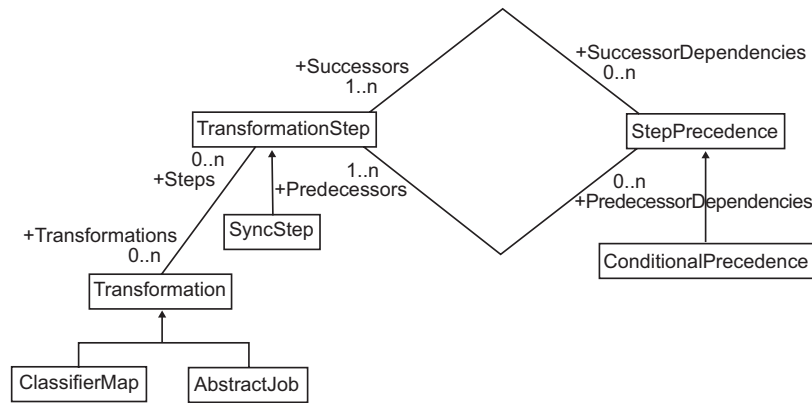 +Successors
1..n
+SuccessorDependencies
0..n
TransformationStep
StepPrecedence
0..n
+Steps
1..n
+Predecessors
0..n
+PredecessorDependencies
SyncStep
+Transformations
0..n
ConditionalPrecedence
Transformation
ClassifierMap
AbstractJob